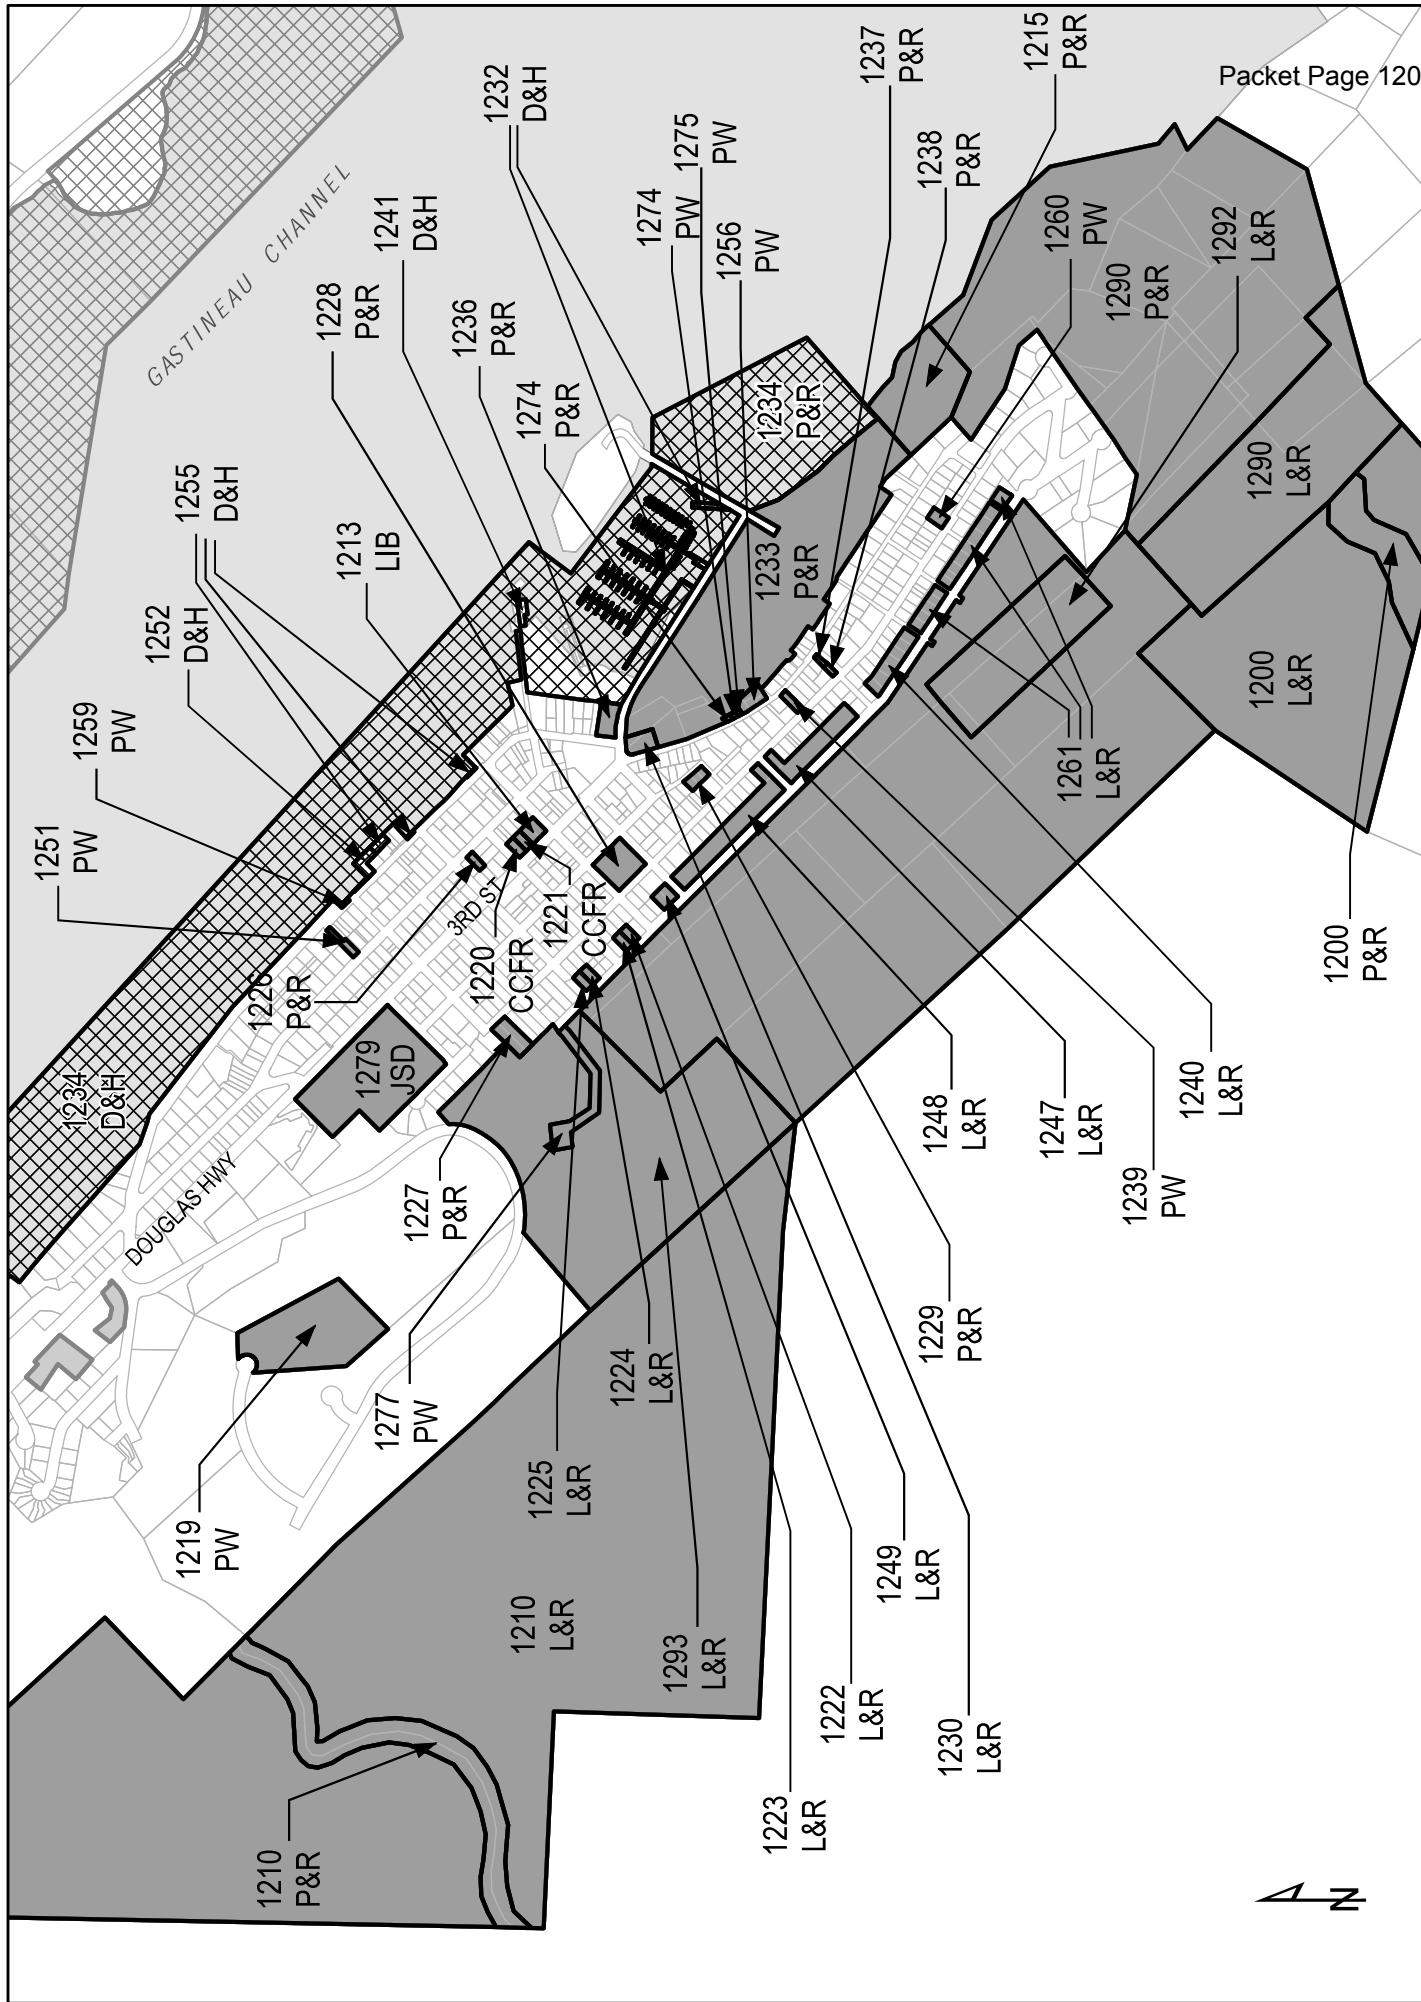 Packet Page 120
GASTINEAU CHANNEL
1232
D&H
1237
P&R
1215
P&R
1275
PW
1274
PW
1238
P&R
1256
PW
1260
PW
1292
L&R
1290
P&R
1241
D&H
1228
P&R
1236
P&R
1274
P&R
1234
P&R
1255
D&H
1213
LIB
1252
D&H
1233
P&R
1290
L&R
1200
L&R
1259
PW
1251
PW
1261
L&R
3RD ST
1226
P&R
1220
CCFR
1221
CCFR
1200
P&R
1279
JSD
1234
D&H
DOUGLAS HWY
1248
L&R
1247
L&R
1240
L&R
1239
PW
1227
P&R
1229
P&R
1224
L&R
1277
PW
1225
L&R
1219
PW
1249
L&R
1210
L&R
1293
L&R
1222
L&R
1230
L&R
1223
L&R
1210
P&R
N